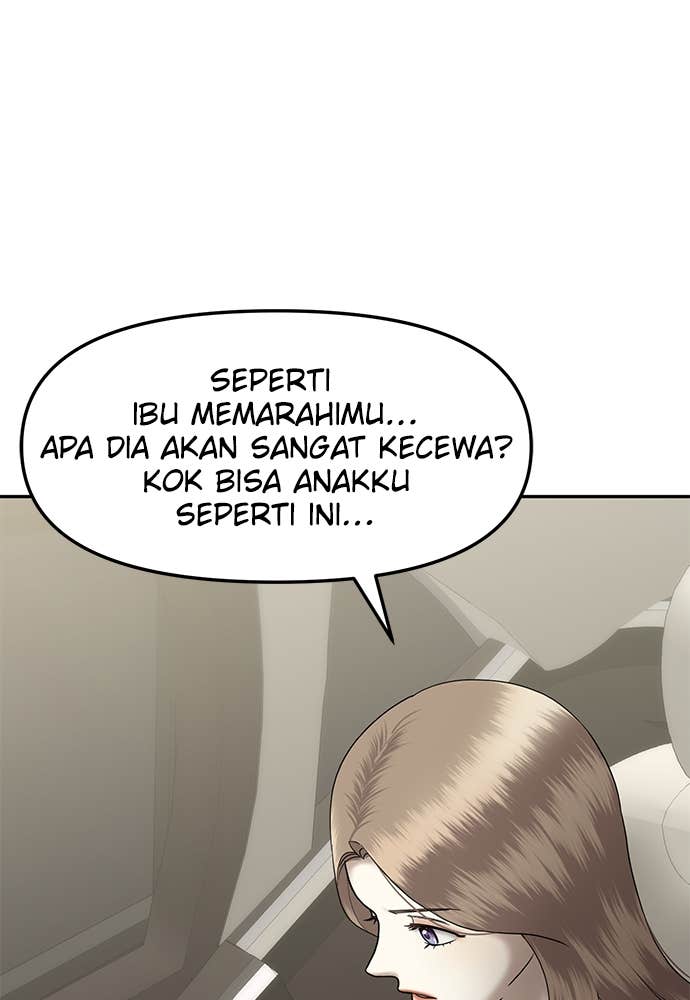 SEPERTI
IBU MEMARAHIMU...
APA DIA AKAN SANGAT KECEWA?
KOK BISA ANAKKU
SEPERTI INI...